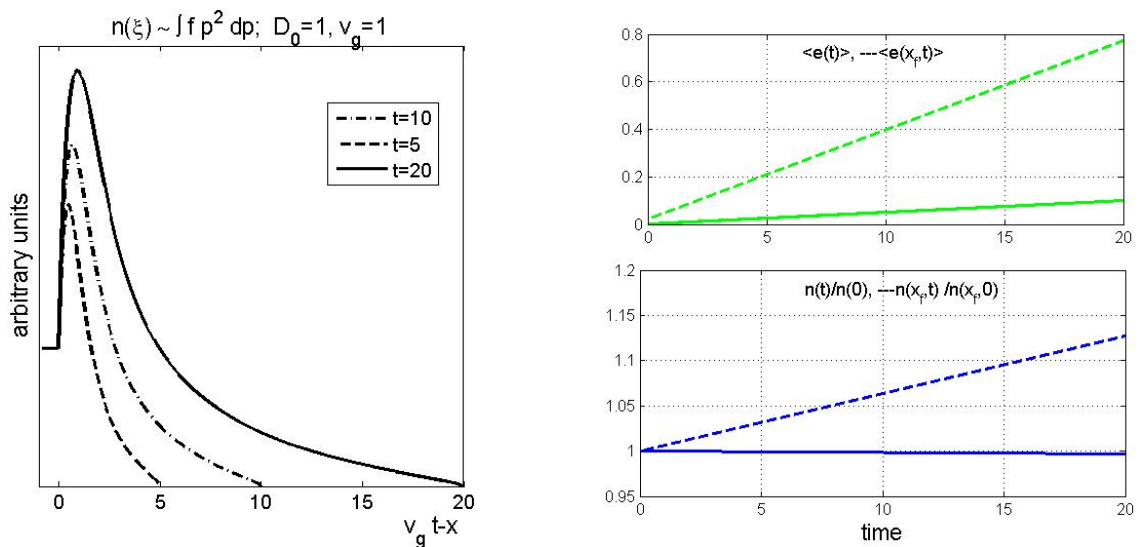 n(ξ) ~ ∫ f p² dp; D₀=1, v_g=1
arbitrary units
t=10
t=5
t=20
0 5 10 15 20
v_g t-x
<e(t)>, ---<e(x_f,t)>
0.8
0.6
0.4
0.2
0
0 5 10 15 20
n(t)/n(0), ---n(x_f,t) /n(x_f,0)
1.2
1.15
1.1
1.05
1
0.95
0 5 10 15 20
time